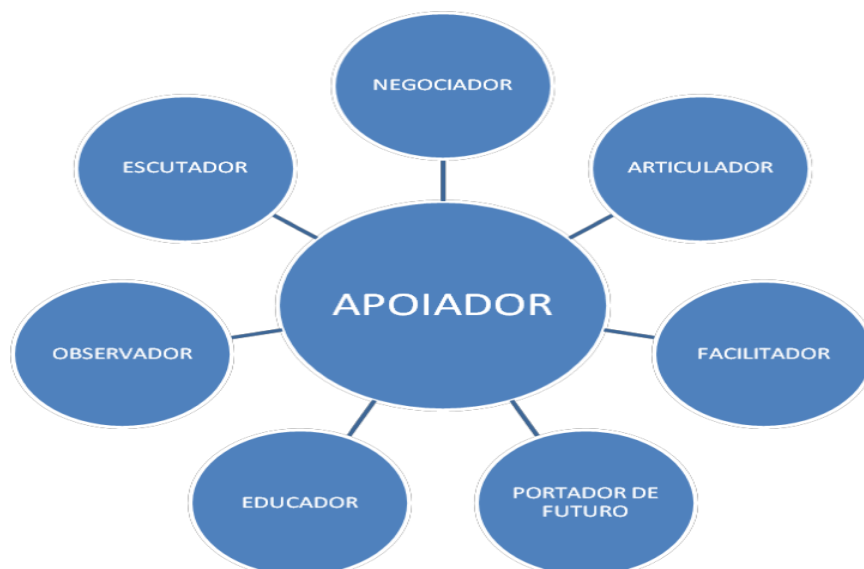 NEGOCIADOR
ESCUTADOR
ARTICULADOR
APOIADOR
OBSERVADOR
FACILITADOR
EDUCADOR
PORTADOR DE
FUTURO